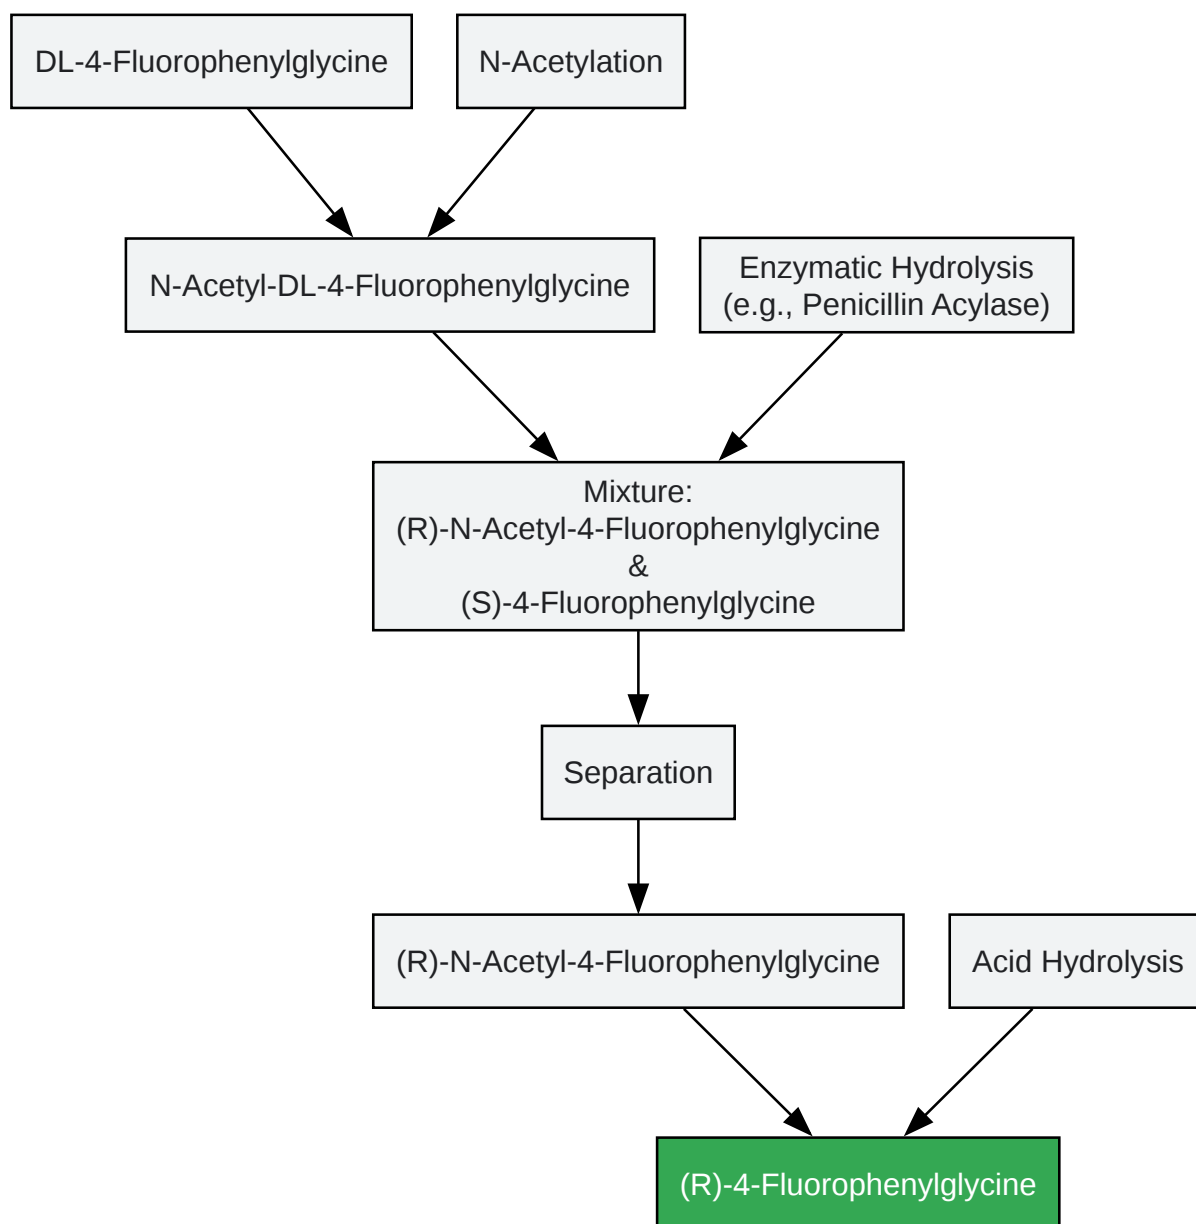 DL-4-Fluorophenylglycine
N-Acetylation
N-Acetyl-DL-4-Fluorophenylglycine
Enzymatic Hydrolysis
(e.g., Penicillin Acylase)
Mixture:
(R)-N-Acetyl-4-Fluorophenylglycine
&
(S)-4-Fluorophenylglycine
Separation
(R)-N-Acetyl-4-Fluorophenylglycine
Acid Hydrolysis
(R)-4-Fluorophenylglycine